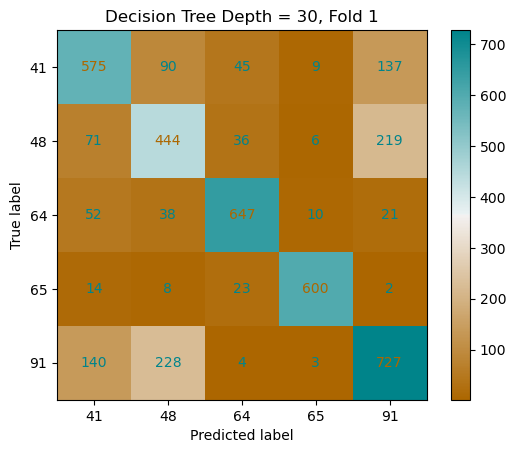 Decision Tree Depth = 30, Fold 1
True label
41 575 90 45 9 137
48 71 444 36 6 219
64 52 38 647 10 21
65 14 8 23 600 2
91 140 228 4 3 727
41 48 64 65 91
Predicted label
700
600
500
400
300
200
100